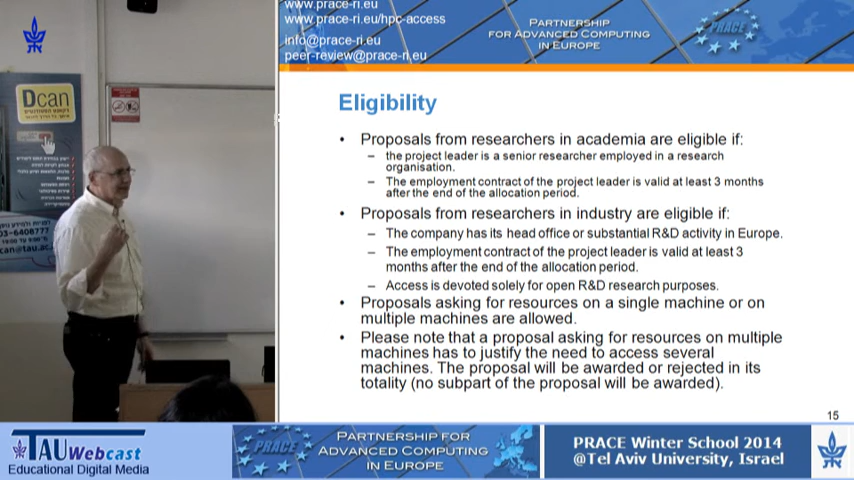 www.prace-ri.eu
www.prace-ri.eu/hpc-access
info@prace-ri.eu
peer-review@prace-ri.eu
PARTNERSHIP
FOR ADVANCED COMPUTING
IN EUROPE
PRACE
Dcan
03-6408777
can@tau.ac
Eligibility
• Proposals from researchers in academia are eligible if:
– the project leader is a senior researcher employed in a research
organisation.
– The employment contract of the project leader is valid at least 3 months
after the end of the allocation period.
• Proposals from researchers in industry are eligible if:
– The company has its head office or substantial R&D activity in Europe.
– The employment contract of the project leader is valid at least 3
months after the end of the allocation period.
– Access is devoted solely for open R&D research purposes.
• Proposals asking for resources on a single machine or on
multiple machines are allowed.
• Please note that a proposal asking for resources on multiple
machines has to justify the need to access several
machines. The proposal will be awarded or rejected in its
totality (no subpart of the proposal will be awarded).
15
TAU Webcast
Educational Digital Media
PRACE
PARTNERSHIP FOR
ADVANCED COMPUTING
IN EUROPE
PRACE Winter School 2014
@Tel Aviv University, Israel